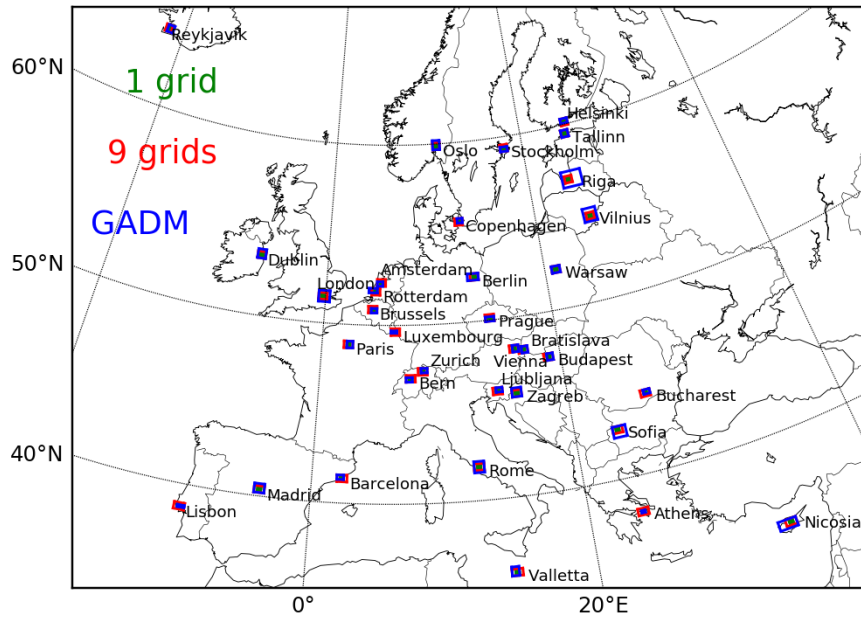 Reykjavik
60°N
1 grid
Helsinki
Tallinn
Oslo
Stockholm
9 grids
Riga
GADM
Vilnius
Copenhagen
Dublin
Amsterdam
Warsaw
50°N
London
Berlin
Rotterdam
Brussels
Prague
Luxembourg
Bratislava
Paris
Vienna
Budapest
Zurich
Bern
Ljubljana
Zagreb
Bucharest
Sofia
40°N
Rome
Barcelona
Madrid
Lisbon
Athens
Nicosia
Valletta
0°
20°E